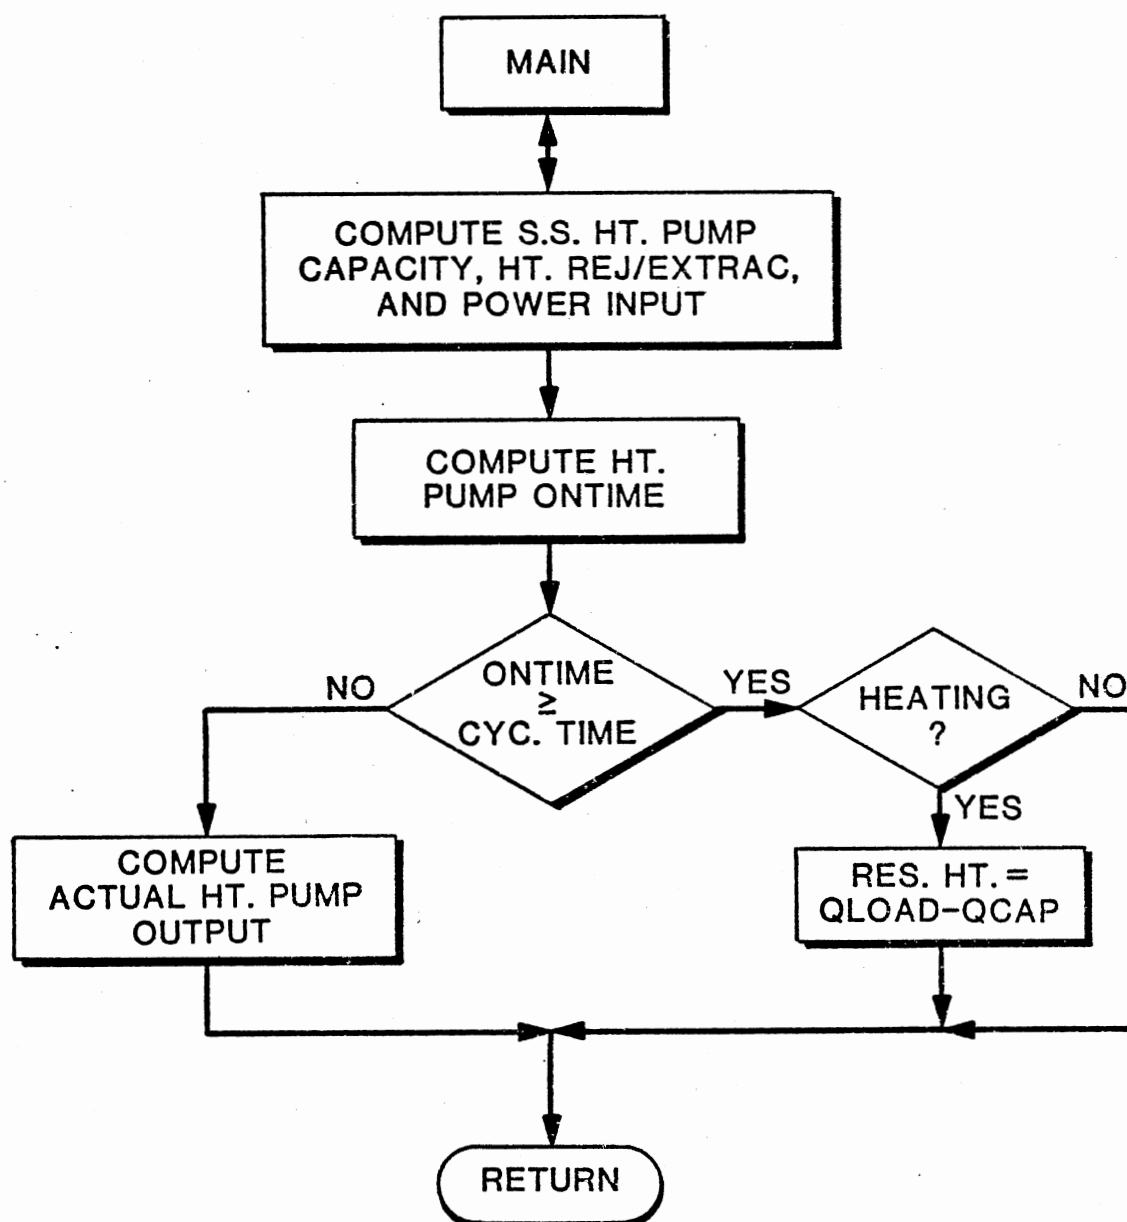 MAIN
COMPUTE S.S. HT. PUMP
CAPACITY, HT. REJ/EXTRAC,
AND POWER INPUT
COMPUTE HT.
PUMP ONTIME
ONTIME
≥
CYC. TIME
NO
YES
HEATING
?
NO
YES
COMPUTE
ACTUAL HT. PUMP
OUTPUT
RES. HT. =
QLOAD-QCAP
RETURN